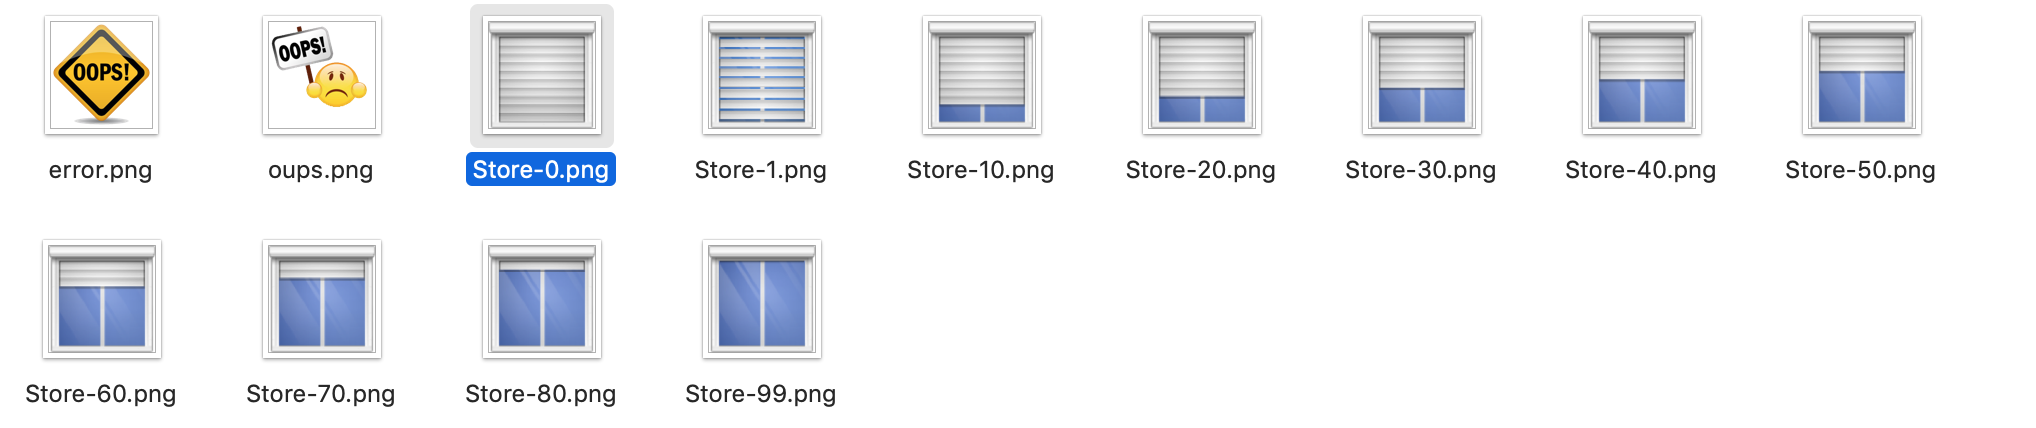 OOPS!
OOPS!
error.png
oups.png
Store-0.png
Store-1.png
Store-10.png
Store-20.png
Store-30.png
Store-40.png
Store-50.png
Store-60.png
Store-70.png
Store-80.png
Store-99.png